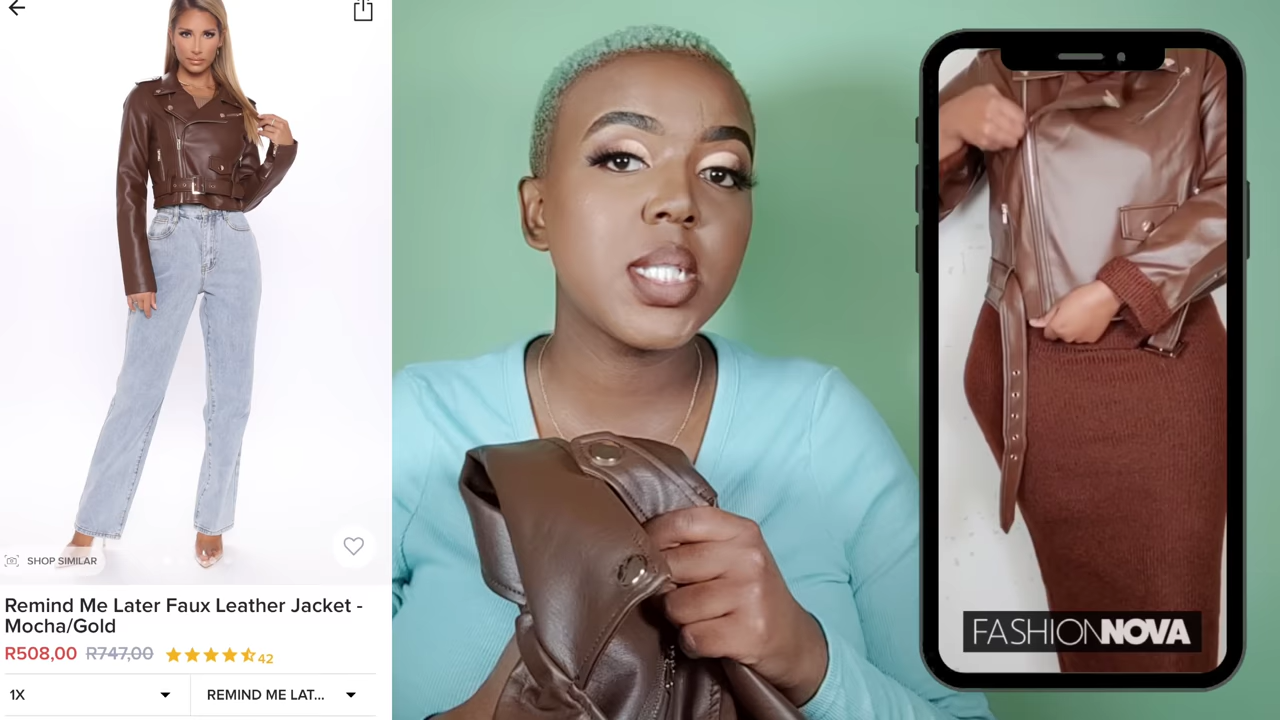 SHOP SIMILAR
Remind Me Later Faux Leather Jacket -
Mocha/Gold
R508,00 R747,00 42
1X REMIND ME LAT...
FASHIONNOVA